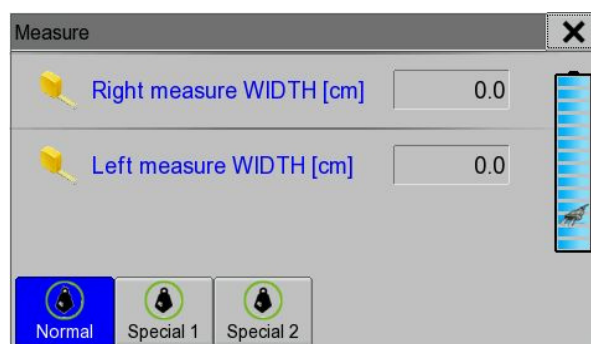 Measure
Right measure WIDTH [cm] 0.0
Left measure WIDTH [cm] 0.0
Normal Special 1 Special 2